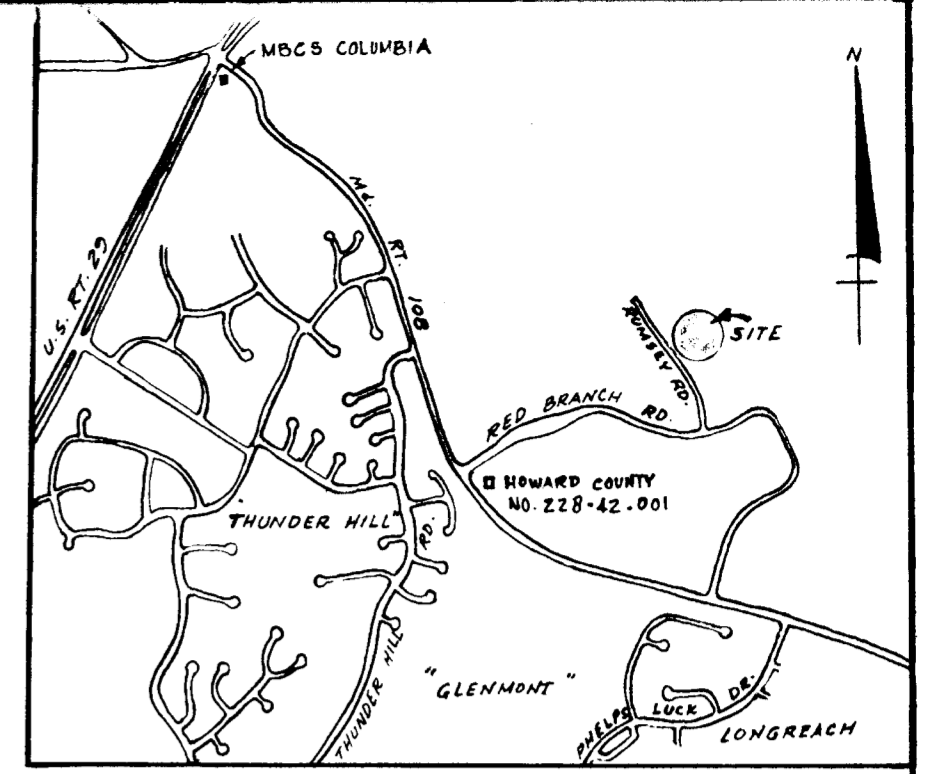 MBCS COLUMBIA
N
Md. RT. 108
U.S. RT. 29
RUMSEY RD.
SITE
RED BRANCH RD.
HOWARD COUNTY
NO. 228-42.001
"THUNDER HILL"
THUNDER HILL RD.
"GLENMONT"
PHELPS LUCK DR.
LONGREACH